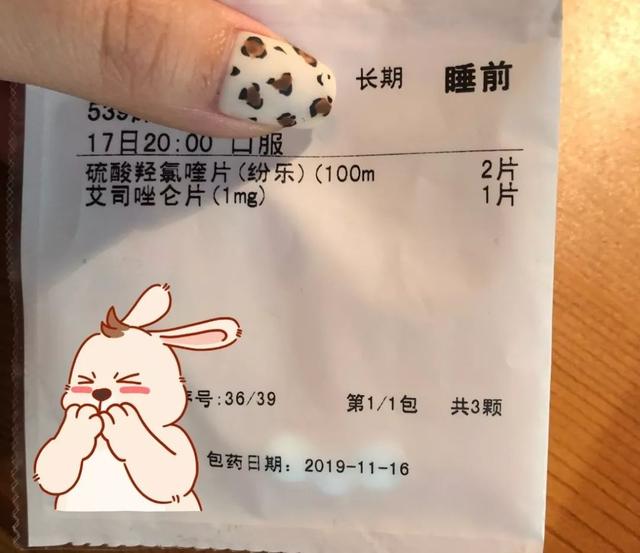 长期 睡前
539
17日20:00 口服
硫酸羟氯喹片(纷乐)(100m 2片
艾司唑仑片(1mg) 1片
号:36/39 第1/1包 共3颗
包药日期: 2019-11-16